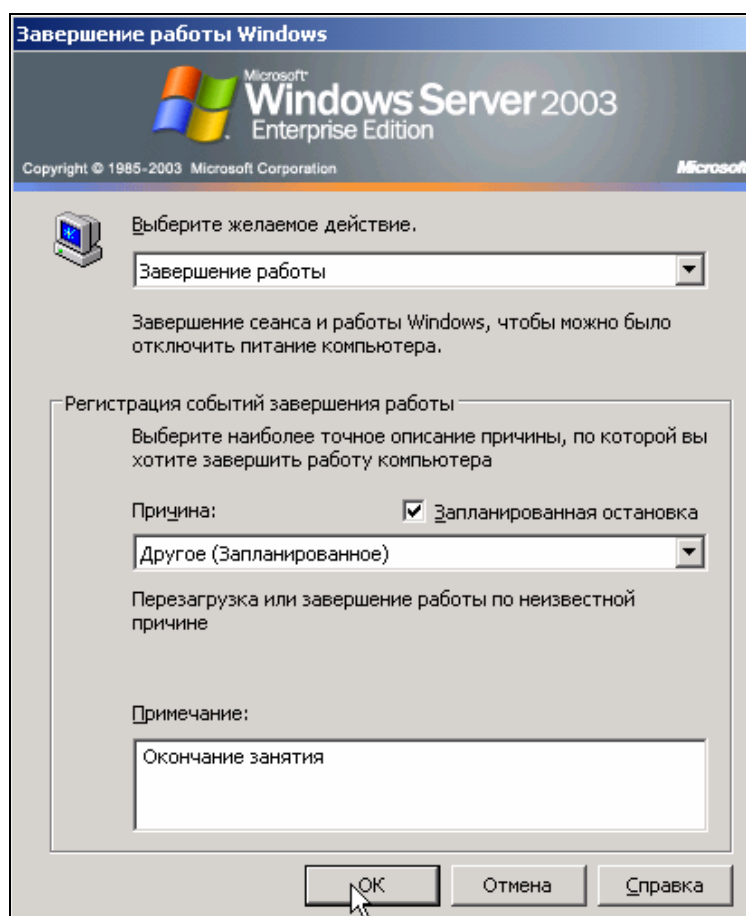 Завершение работы Windows
Microsoft
Windows Server 2003
Enterprise Edition
Copyright © 1985-2003 Microsoft Corporation
Microsoft
Выберите желаемое действие.
Завершение работы
Завершение сеанса и работы Windows, чтобы можно было
отключить питание компьютера.
Регистрация событий завершения работы
Выберите наиболее точное описание причины, по которой вы
хотите завершить работу компьютера
Причина:
Запланированная остановка
Другое (Запланированное)
Перезагрузка или завершение работы по неизвестной
причине
Примечание:
Окончание занятия
OK
Отмена
Справка